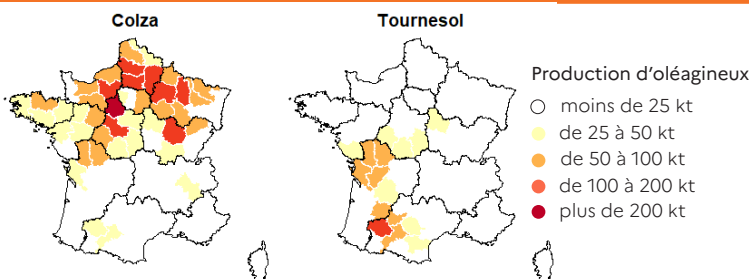 Colza
Tournesol
Production d'oléagineux
moins de 25 kt
de 25 à 50 kt
de 50 à 100 kt
de 100 à 200 kt
plus de 200 kt